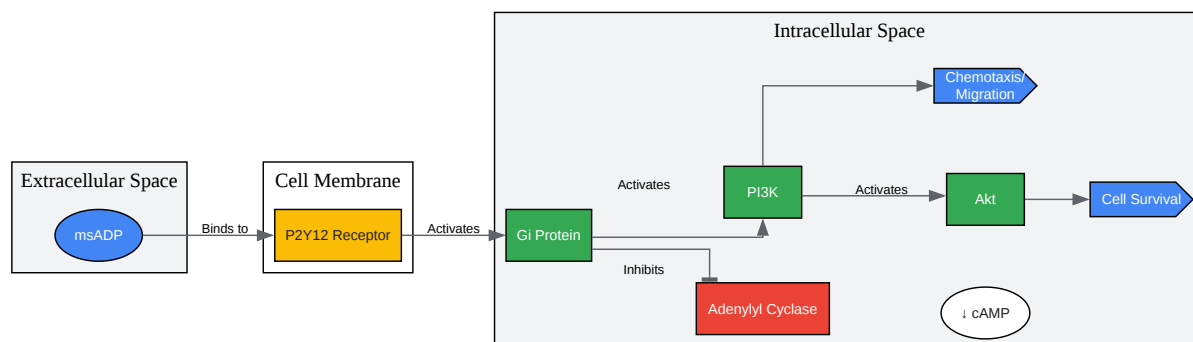 Intracellular Space
Chemotaxis/
Migration
Extracellular Space
Cell Membrane
Activates
PI3K
Activates
Akt
Cell Survival
msADP
Binds to
P2Y12 Receptor
Activates
Gi Protein
Inhibits
Adenylyl Cyclase
↓ cAMP